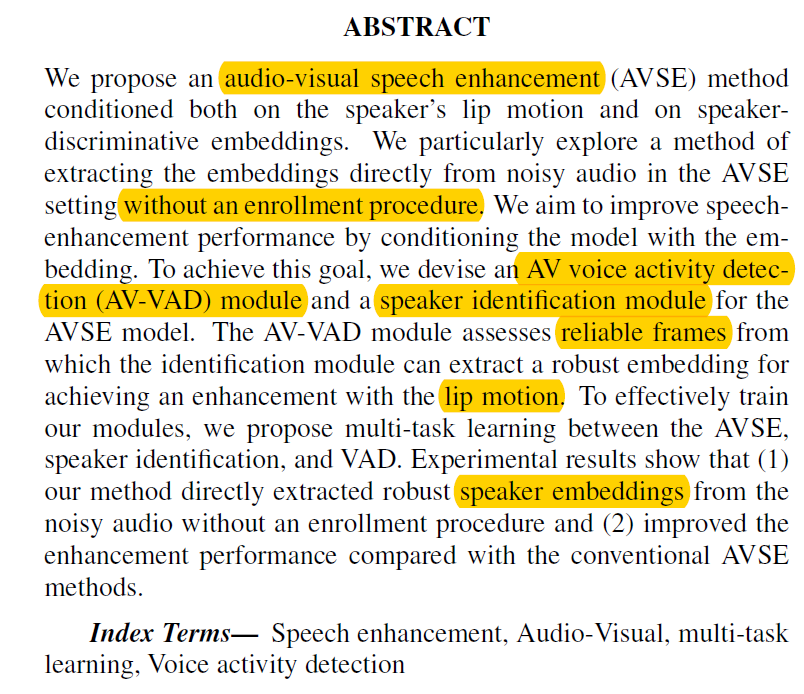 ABSTRACT
We propose an audio-visual speech enhancement (AVSE) method
conditioned both on the speaker's lip motion and on speaker-
discriminative embeddings. We particularly explore a method of
extracting the embeddings directly from noisy audio in the AVSE
setting without an enrollment procedure. We aim to improve speech-
enhancement performance by conditioning the model with the em-
bedding. To achieve this goal, we devise an AV voice activity detec-
tion (AV-VAD) module and a speaker identification module for the
AVSE model. The AV-VAD module assesses reliable frames from
which the identification module can extract a robust embedding for
achieving an enhancement with the lip motion. To effectively train
our modules, we propose multi-task learning between the AVSE,
speaker identification, and VAD. Experimental results show that (1)
our method directly extracted robust speaker embeddings from the
noisy audio without an enrollment procedure and (2) improved the
enhancement performance compared with the conventional AVSE
methods.
Index Terms— Speech enhancement, Audio-Visual, multi-task
learning, Voice activity detection